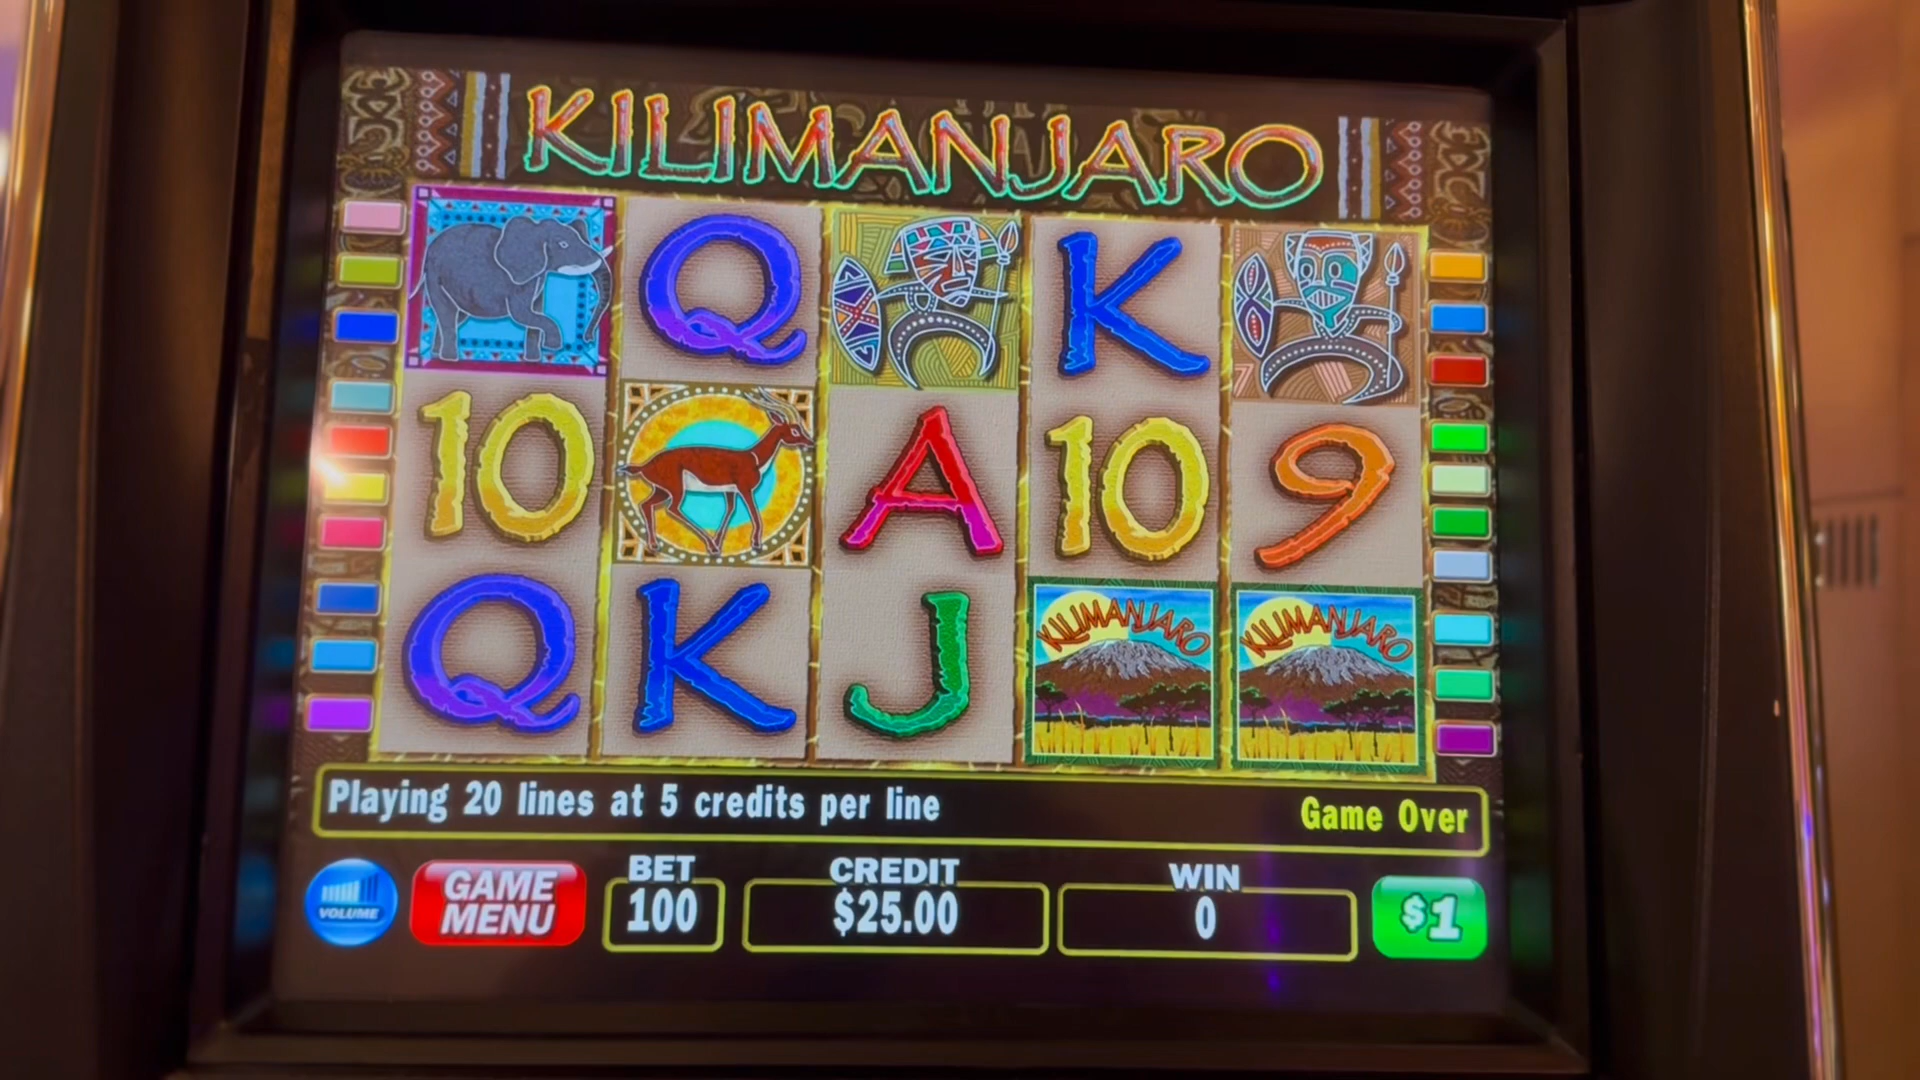 KILIMANJARO
Q K
10 A 10 9
KILIMANJARO KILIMANJARO
Q K J
Playing 20 lines at 5 credits per line Game Over
BET CREDIT WIN
VOLUME GAME MENU 100 $25.00 0 $1